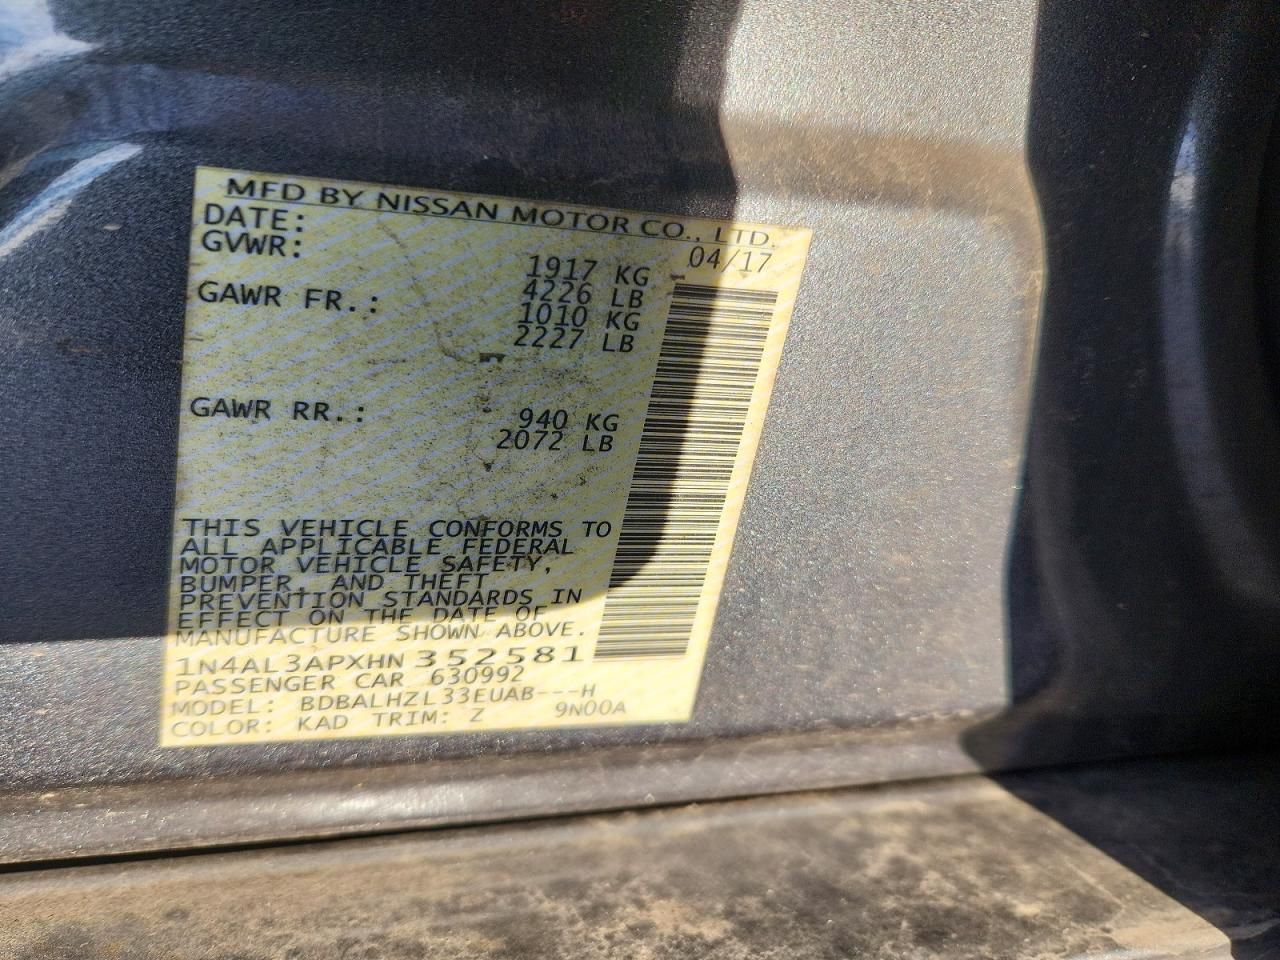 MFD BY NISSAN MOTOR CO., LTD.
DATE: 04/17
GVWR: 1917 KG
4226 LB
GAWR FR.: 1010 KG
2227 LB
GAWR RR.: 940 KG
2072 LB
THIS VEHICLE CONFORMS TO
ALL APPLICABLE FEDERAL
MOTOR VEHICLE SAFETY,
BUMPER, AND THEFT
PREVENTION STANDARDS IN
EFFECT ON THE DATE OF
MANUFACTURE SHOWN ABOVE.
1N4AL3APXHN352581
PASSENGER CAR 630992
MODEL: BDBALHZL33EUAB---H
COLOR: KAD TRIM: Z 9N00A